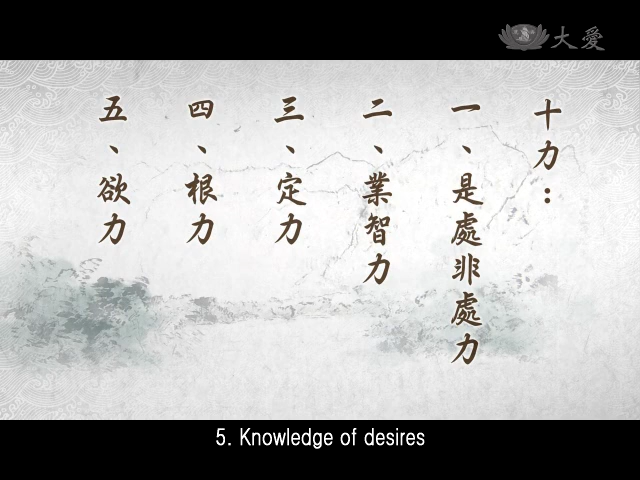 大愛
十力：
一、是處非處力
二、業智力
三、定力
四、根力
五、欲力
5. Knowledge of desires